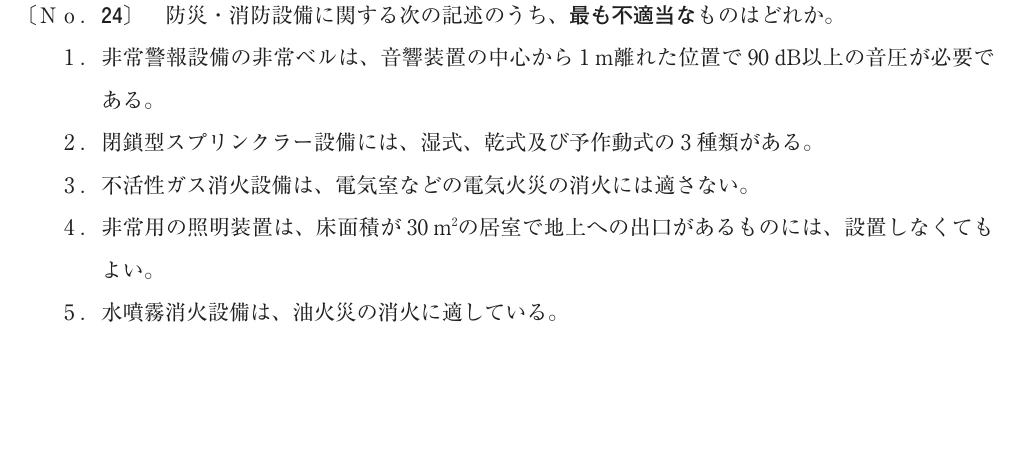 〔Ｎｏ．24〕　防災・消防設備に関する次の記述のうち、最も不適当なものはどれか。
１．非常警報設備の非常ベルは、音響装置の中心から１ｍ離れた位置で 90 dB以上の音圧が必要で
ある。
２．閉鎖型スプリンクラー設備には、湿式、乾式及び予作動式の３種類がある。
３．不活性ガス消火設備は、電気室などの電気火災の消火には適さない。
４．非常用の照明装置は、床面積が 30 m²の居室で地上への出口があるものには、設置しなくても
よい。
５．水噴霧消火設備は、油火災の消火に適している。